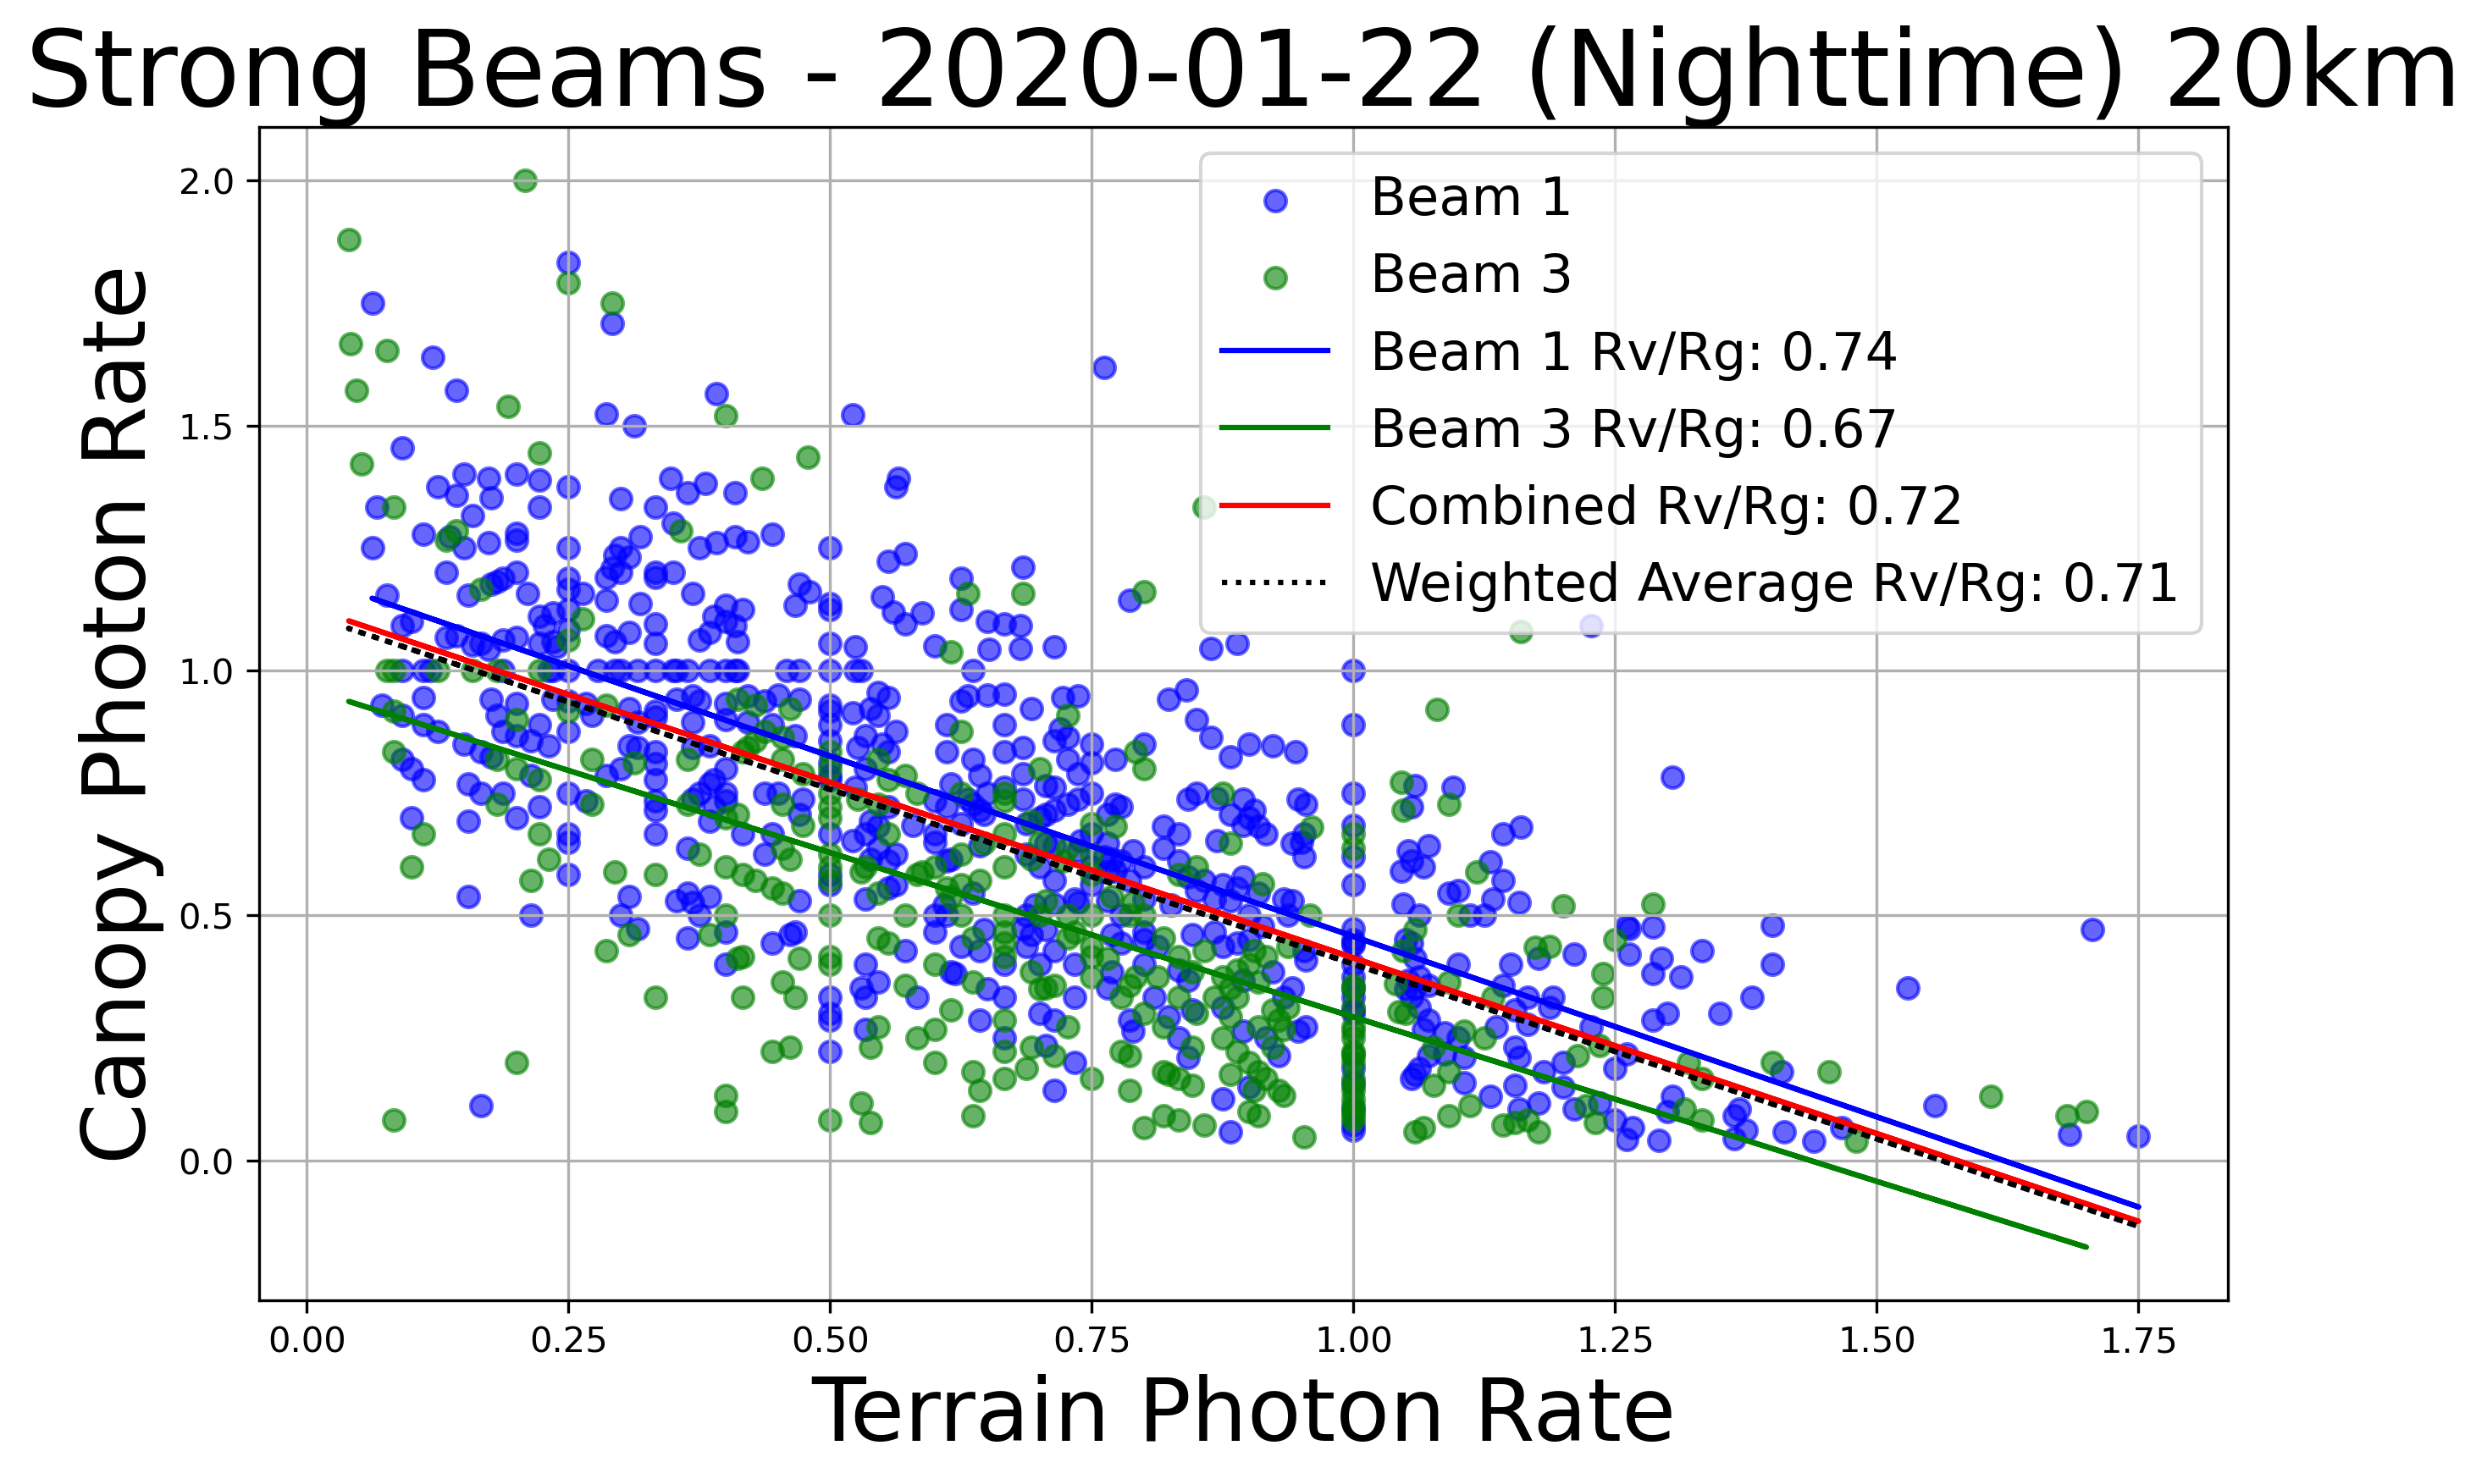 Strong Beams - 2020-01-22 (Nighttime) 20km
Canopy Photon Rate
2.0
1.5
1.0
0.5
0.0
Beam 1
Beam 3
Beam 1 Rv/Rg: 0.74
Beam 3 Rv/Rg: 0.67
Combined Rv/Rg: 0.72
Weighted Average Rv/Rg: 0.71
0.00 0.25 0.50 0.75 1.00 1.25 1.50 1.75
Terrain Photon Rate